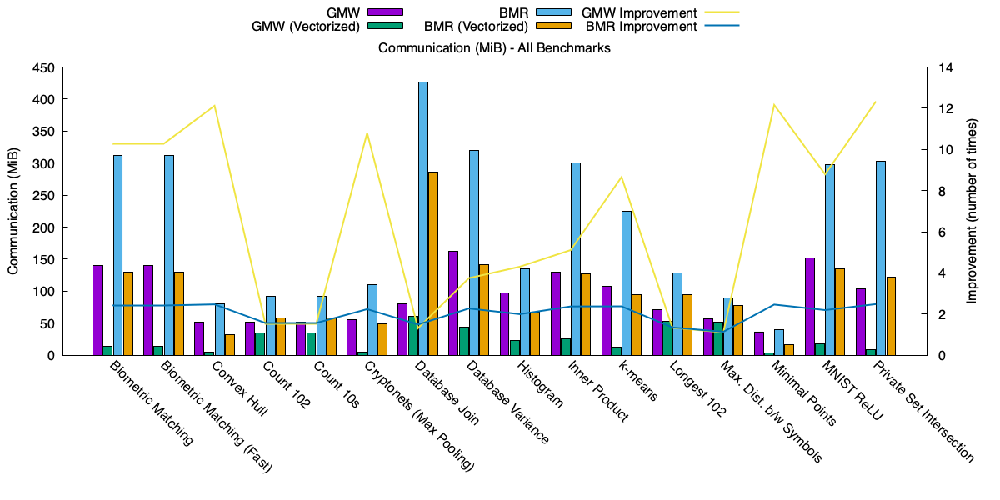 GMW BMR GMW Improvement
GMW (Vectorized) BMR (Vectorized) BMR Improvement
Communication (MiB) - All Benchmarks
Communication (MiB)
450
400
350
300
250
200
150
100
50
0
14
12
10
8
6
4
2
0
Improvement (number of times)
Biometric Matching
Biometric Matching (Fast)
Convex Hull
Count 102
Count 10s
Cryptonets (Max Pooling)
Database Join
Database Variance
Histogram
Inner Product
k-means
Longest 102
Max. Dist. b/w Symbols
Minimal Points
MNIST ReLU
Private Set Intersection